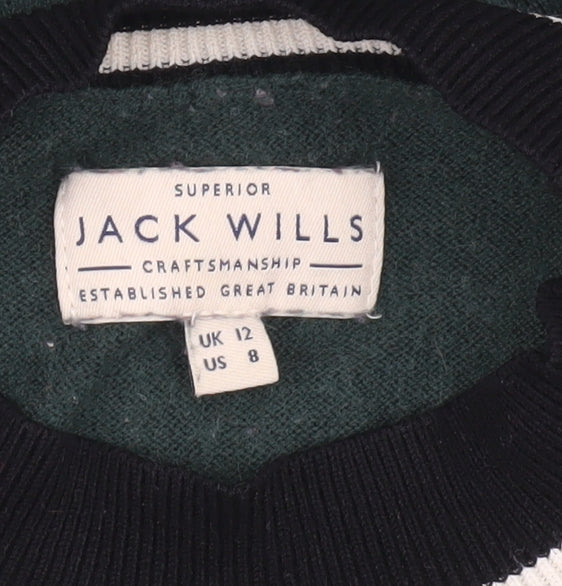 SUPERIOR
JACK WILLS
CRAFTSMANSHIP
ESTABLISHED GREAT BRITAIN
UK 12
US 8